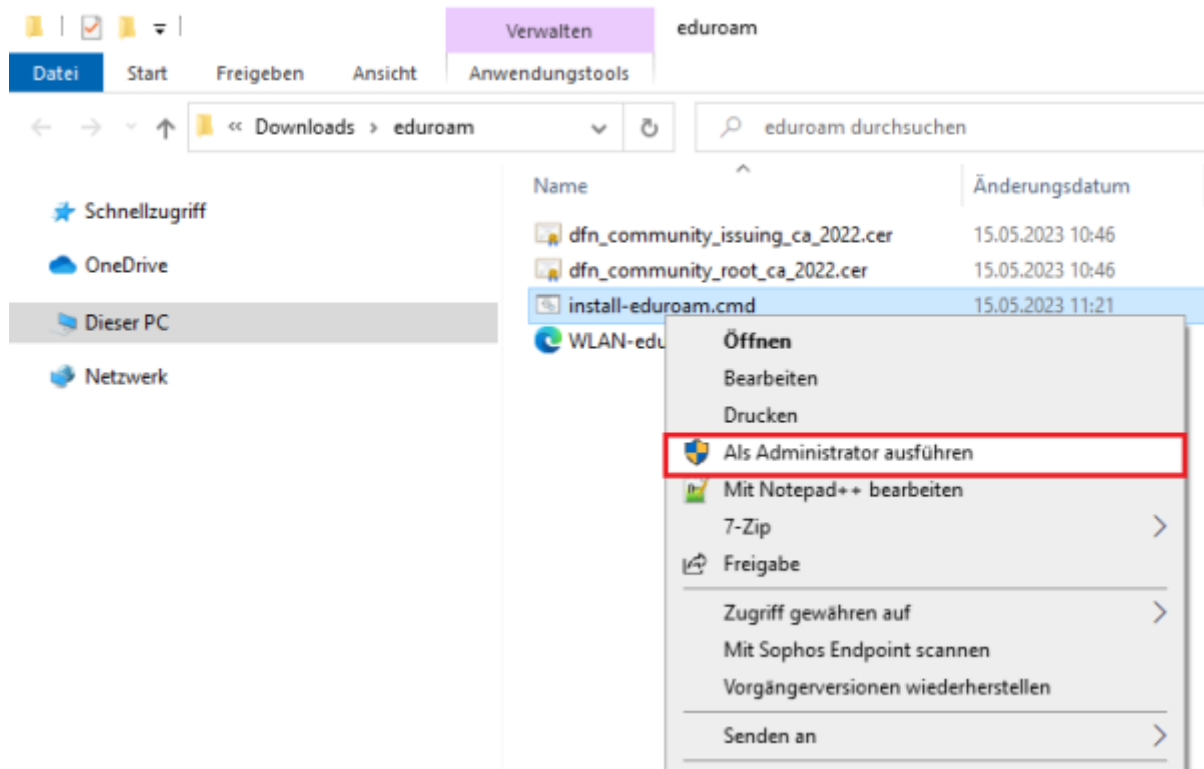 Verwalten
eduroam
Datei
Start
Freigeben
Ansicht
Anwendungstools
« Downloads > eduroam
eduroam durchsuchen
Schnellzugriff
OneDrive
Dieser PC
Netzwerk
Name
Änderungsdatum
dfn_community_issuing_ca_2022.cer
15.05.2023 10:46
dfn_community_root_ca_2022.cer
15.05.2023 10:46
install-eduroam.cmd
15.05.2023 11:21
WLAN-edu
Öffnen
Bearbeiten
Drucken
Als Administrator ausführen
Mit Notepad++ bearbeiten
7-Zip
Freigabe
Zugriff gewähren auf
Mit Sophos Endpoint scannen
Vorgängerversionen wiederherstellen
Senden an